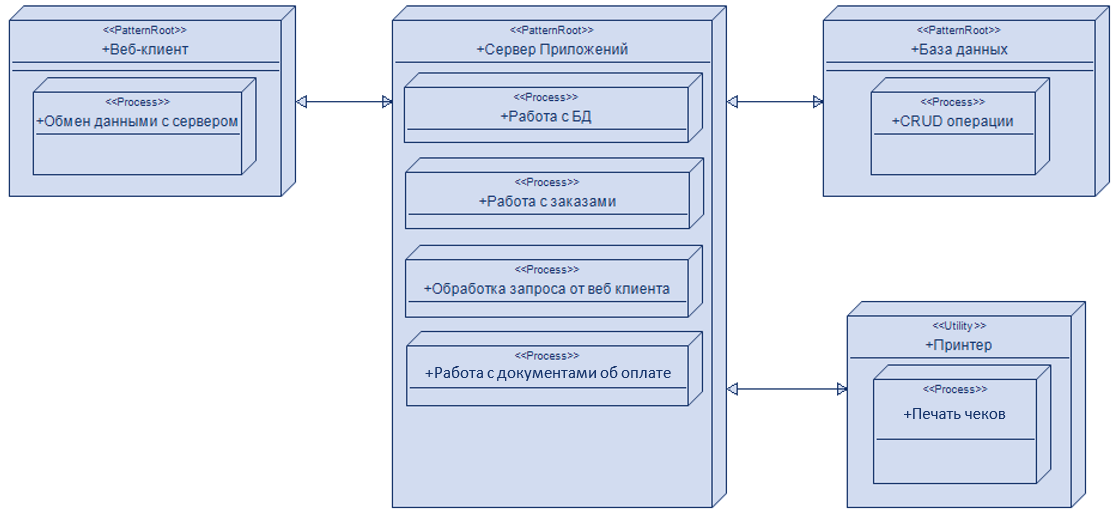 <<PatternRoot>>
+Веб-клиент
<<Process>>
+Обмен данными с сервером
<<PatternRoot>>
+Сервер Приложений
<<Process>>
+Работа с БД
<<Process>>
+Работа с заказами
<<Process>>
+Обработка запроса от веб клиента
<<Process>>
+Работа с документами об оплате
<<PatternRoot>>
+База данных
<<Process>>
+CRUD операции
<<Utility>>
+Принтер
<<Process>>
+Печать чеков